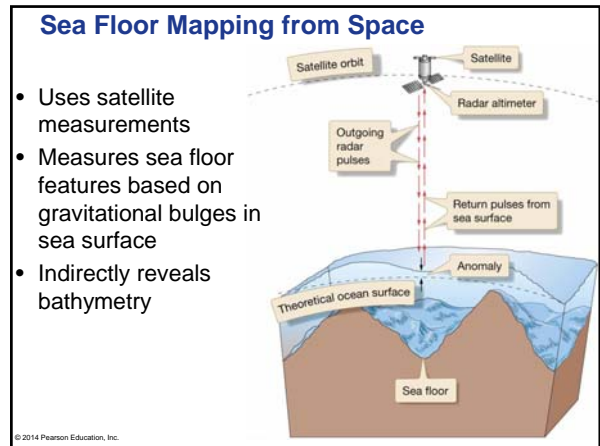 Sea Floor Mapping from Space
• Uses satellite
measurements
• Measures sea floor
features based on
gravitational bulges in
sea surface
• Indirectly reveals
bathymetry
Satellite orbit
Satellite
Radar altimeter
Outgoing
radar
pulses
Return pulses from
sea surface
Anomaly
Theoretical ocean surface
Sea floor
© 2014 Pearson Education, Inc.